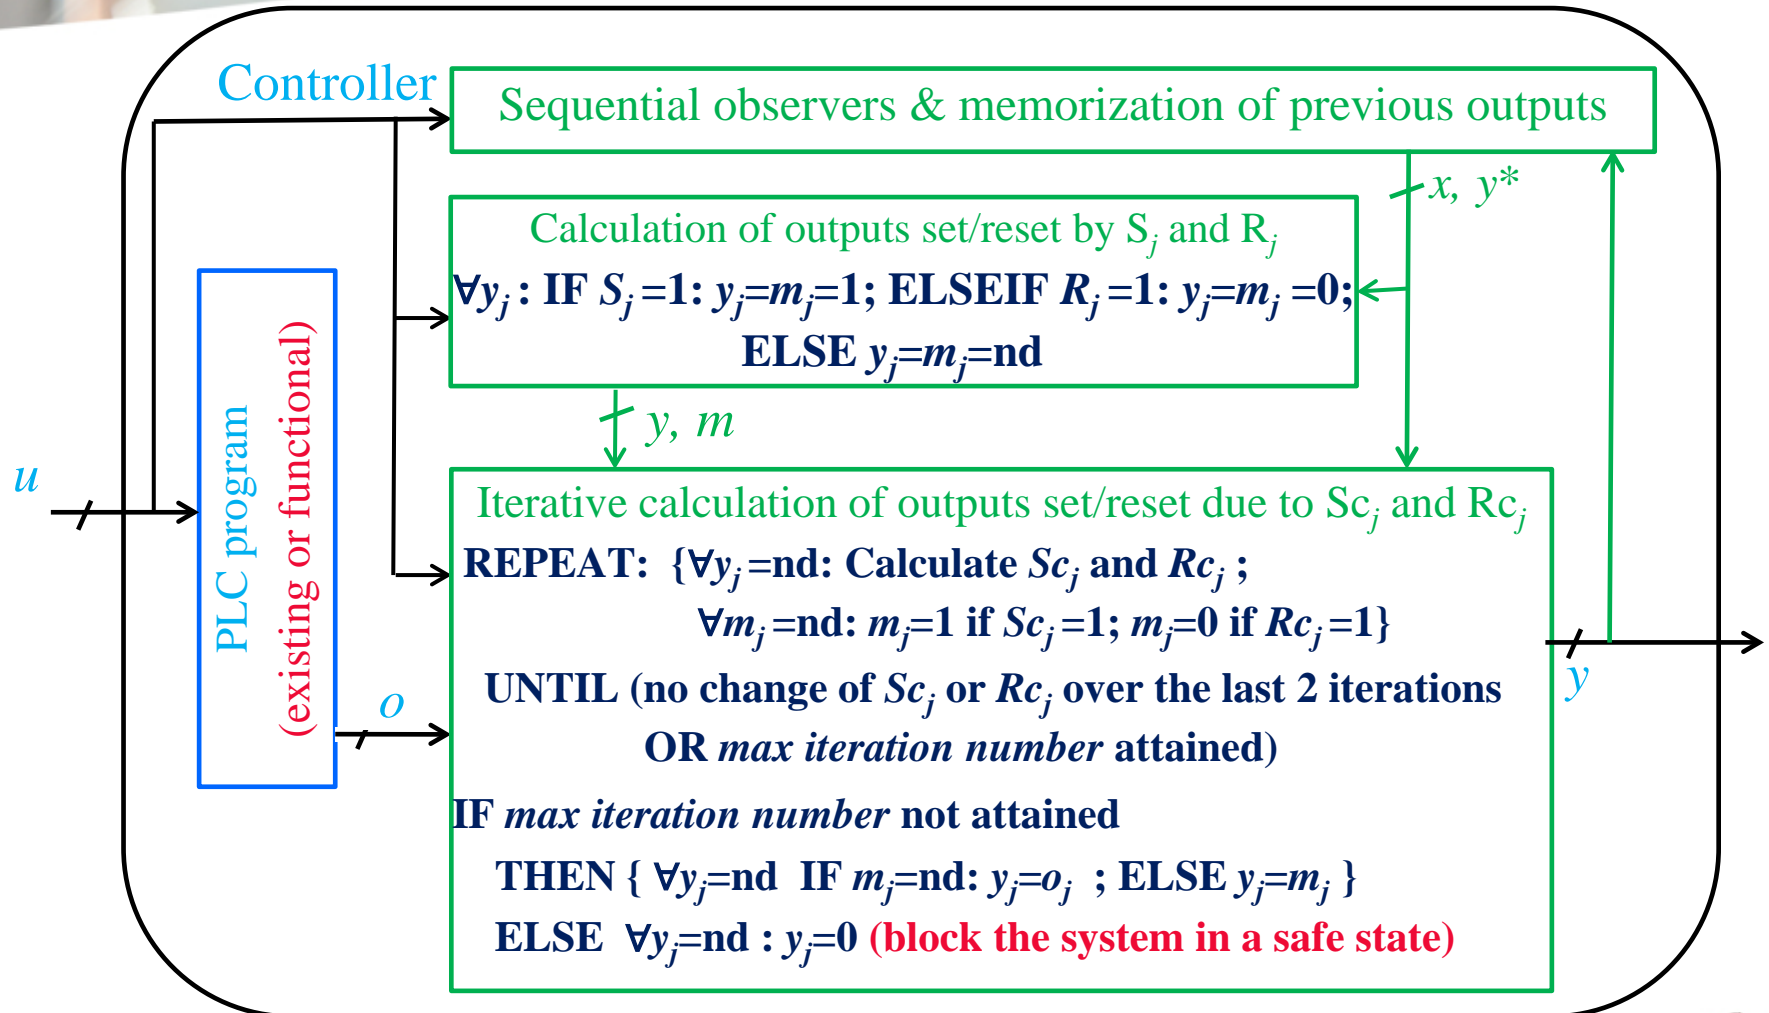 Controller
Sequential observers & memorization of previous outputs
x, y*
Calculation of outputs set/reset by Sj and Rj
∀yj : IF Sj =1: yj=mj=1; ELSEIF Rj =1: yj=mj =0;
ELSE yj=mj=nd
y, m
u
PLC program
(existing or functional)
o
Iterative calculation of outputs set/reset due to Scj and Rcj
REPEAT: {∀yj =nd: Calculate Scj and Rcj ;
∀mj =nd: mj=1 if Scj =1; mj=0 if Rcj =1}
UNTIL (no change of Scj or Rcj over the last 2 iterations
OR max iteration number attained)
IF max iteration number not attained
THEN { ∀yj=nd IF mj=nd: yj=oj ; ELSE yj=mj }
ELSE ∀yj=nd : yj=0 (block the system in a safe state)
y